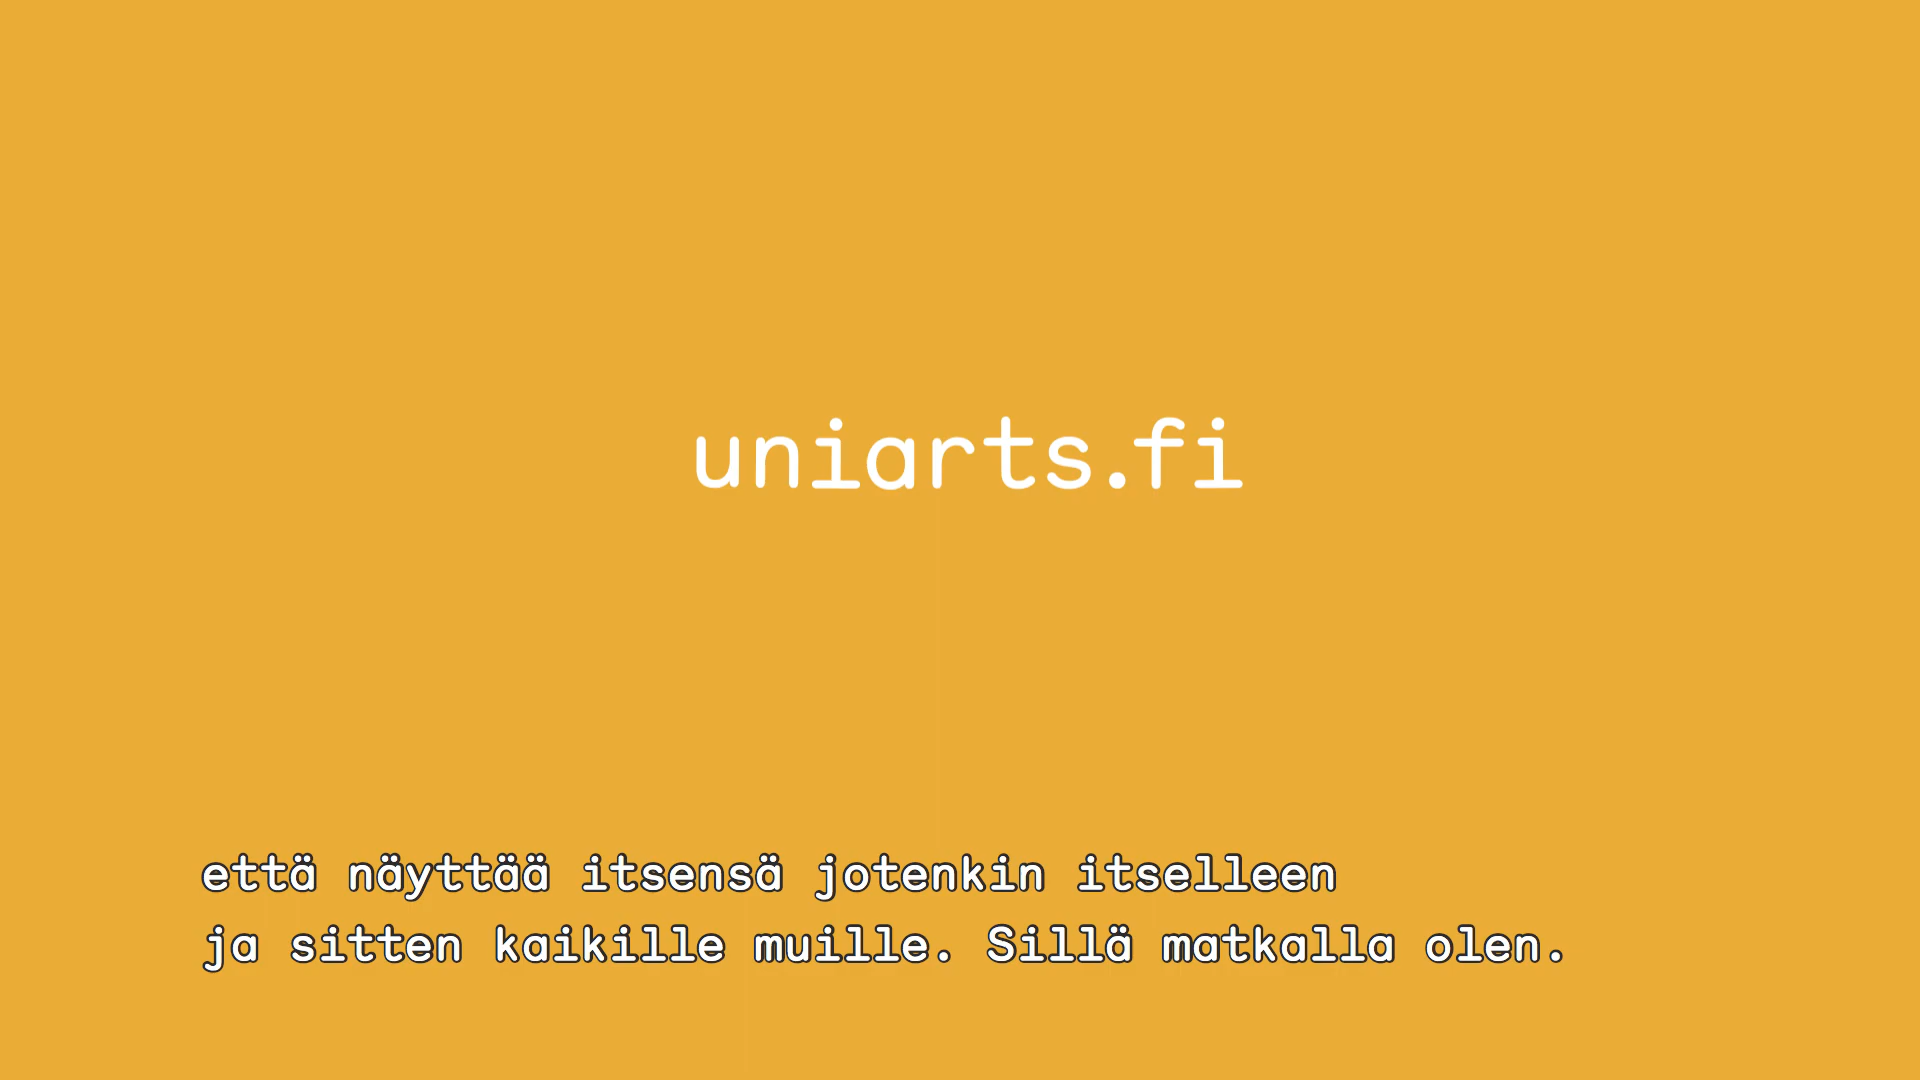 uniarts.fi
että näyttää itsensä jotenkin itselleen
ja sitten kaikille muille. Sillä matkalla olen.